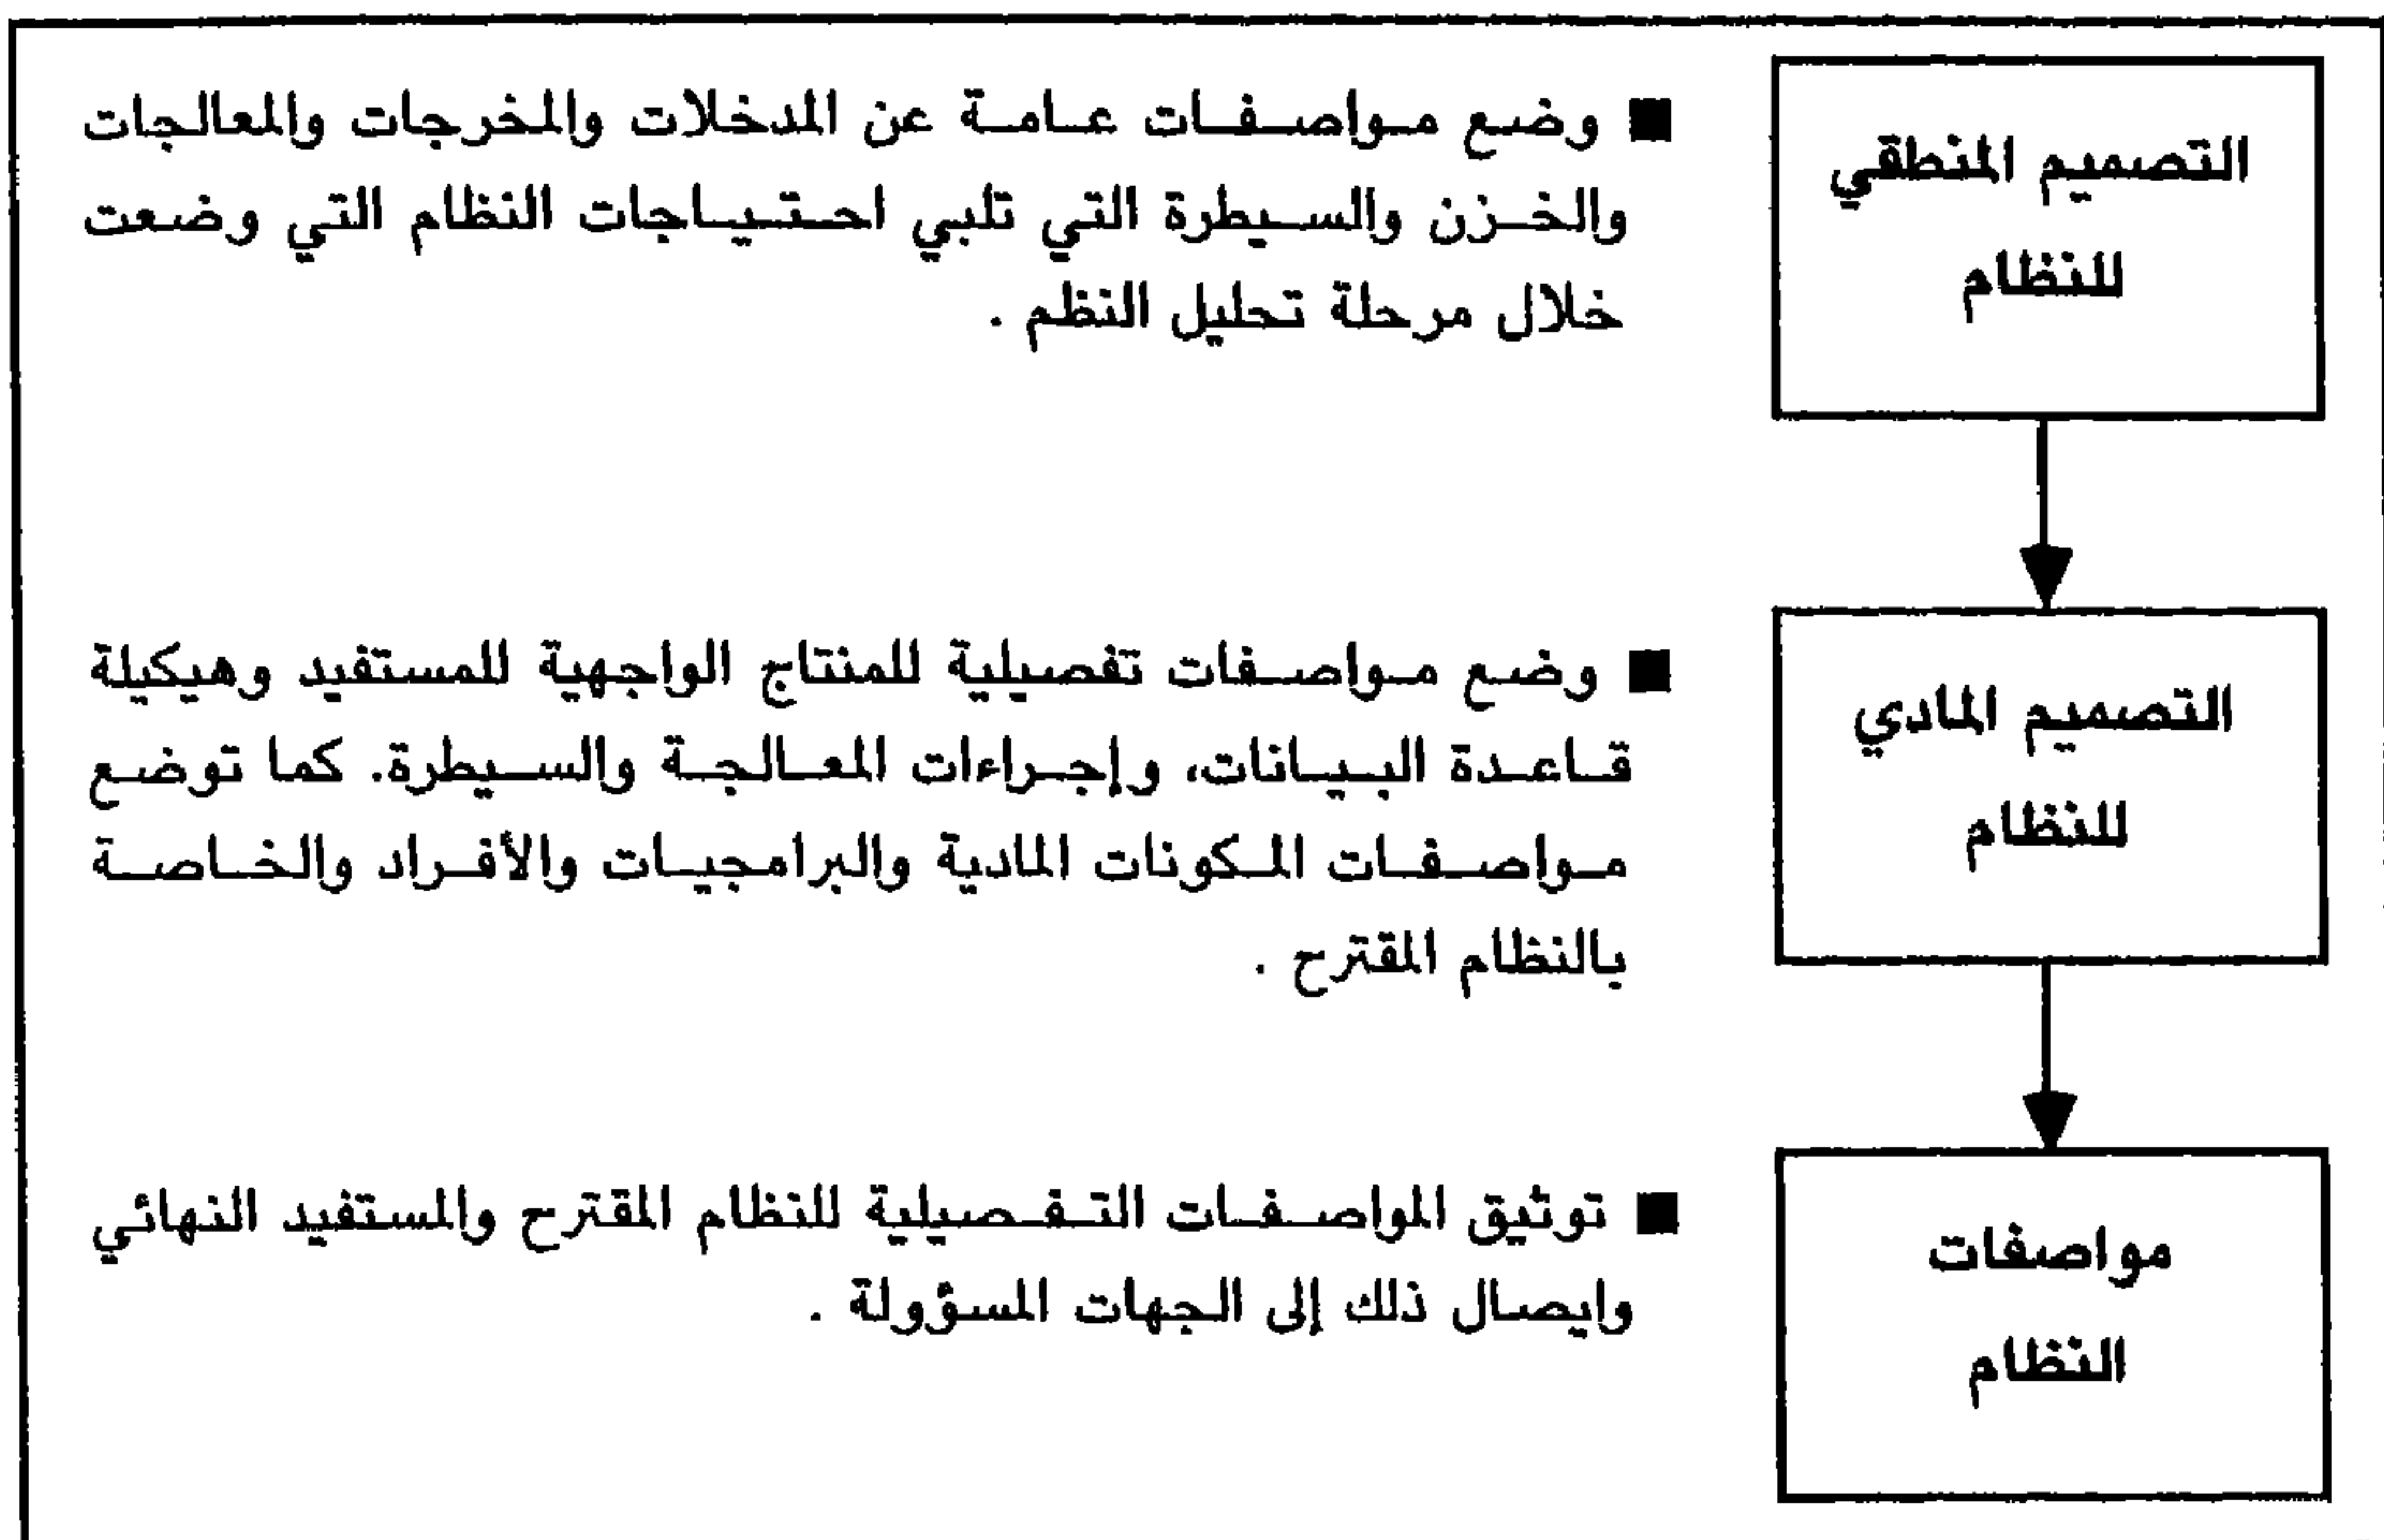 التصميم المنطقي
للنظام
■ وضع مواصفات عامة عن المدخلات والمخرجات والمعالجات
والخزن والسيطرة التي تلبي احتياجات النظام التي وضعت
خلال مرحلة تحليل النظم .
التصميم المادي
للنظام
■ وضع مواصفات تفصيلية للمنتاج الواجهية للمستفيد وهيكيلة
قاعدة البيانات، وإجراءات المعالجة والسيطرة. كما توضع
مواصفات المكونات المادية والبرامجيات والأفراد والخاصة
بالنظام المقترح .
مواصفات
النظام
■ توثيق المواصفات التفصيلية للنظام المقترح والمستفيد النهائي
وايصال ذلك إلى الجهات المسؤولة .